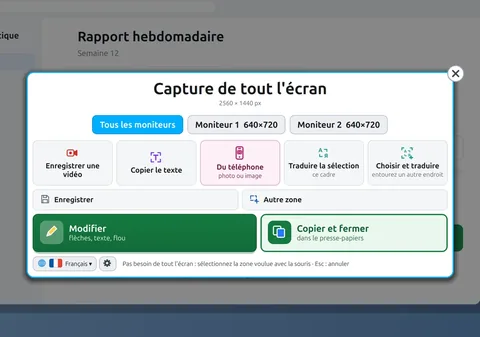 tique
Rapport hebdomadaire
Semaine 12
Capture de tout l'écran
2560 × 1440 px
Tous les moniteurs
Moniteur 1 640×720
Moniteur 2 640×720
Enregistrer une vidéo
Copier le texte
Du téléphone
photo ou image
Traduire la sélection
ce cadre
Choisir et traduire
entourez un autre endroit
Enregistrer
Autre zone
Modifier
flèches, texte, flou
Copier et fermer
dans le presse-papiers
Français ▾
Pas besoin de tout l'écran : sélectionnez la zone voulue avec la souris · Esc : annuler